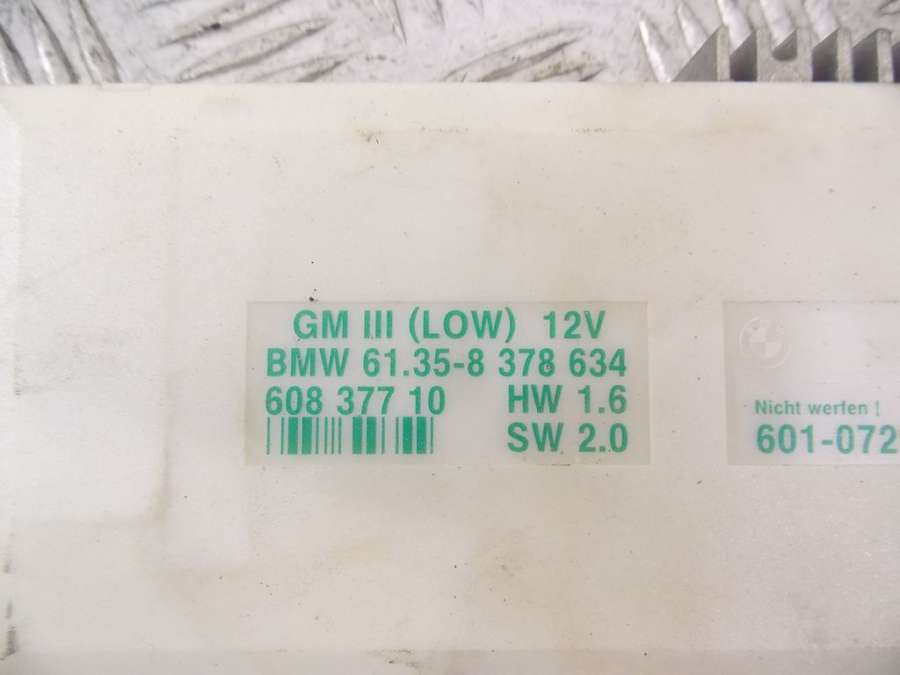 GM III (LOW) 12V
BMW 61.35-8 378 634
608 377 10 HW 1.6
SW 2.0
Nicht werfen !
601-072